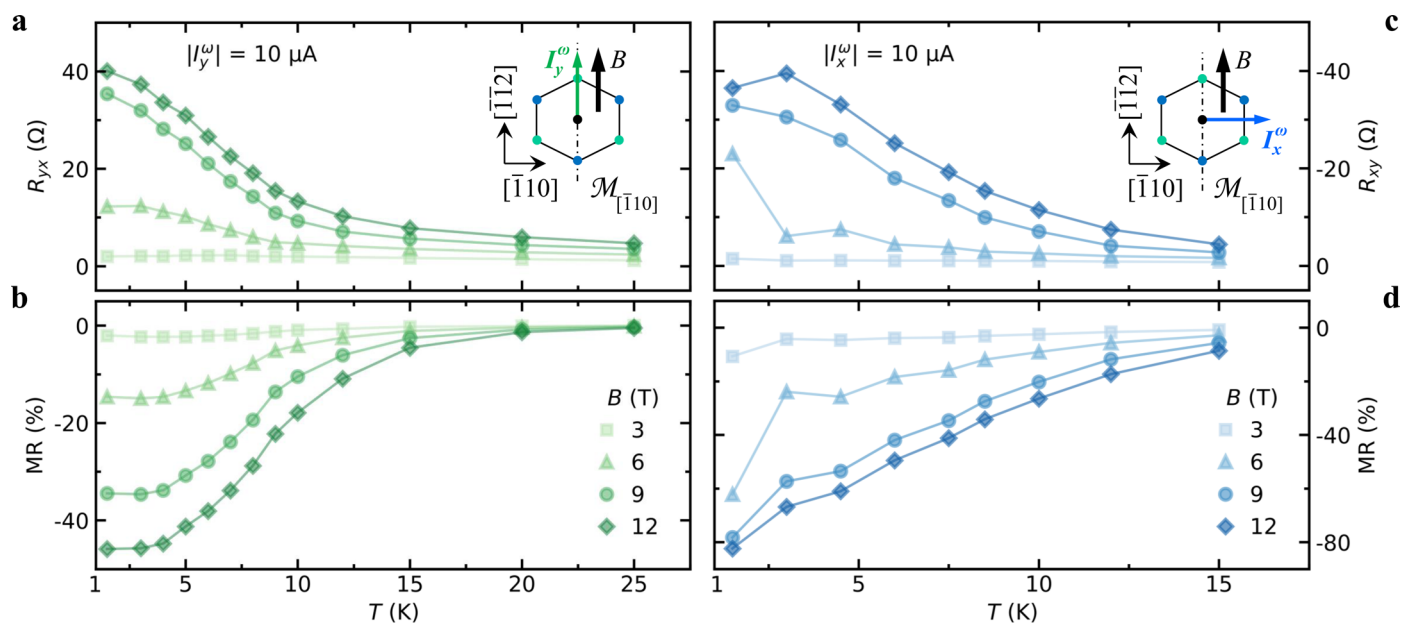 a
|I_y^ω| = 10 μA
I_y^ω
B
[1̄1̄12]
[1̄10]
ℳ_[1̄10]
R_yx (Ω)
40
20
0
b
MR (%)
0
-20
-40
B (T)
3
6
9
12
1
5
10
15
20
25
T (K)
c
|I_x^ω| = 10 μA
B
I_x^ω
[1̄1̄12]
[1̄10]
ℳ_[1̄10]
R_xy (Ω)
-40
-20
0
d
MR (%)
0
-40
-80
B (T)
3
6
9
12
1
5
10
15
T (K)